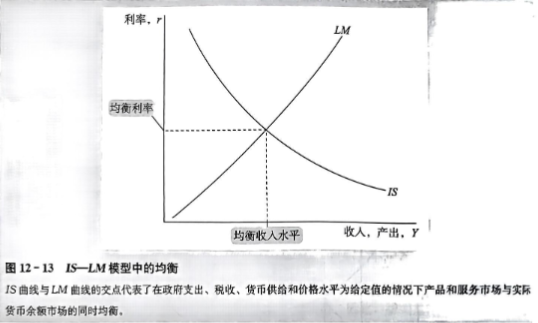 利率，r
LM
均衡利率
IS
均衡收入水平
收入，产出，Y
图 12-13 IS—LM 模型中的均衡
IS 曲线与 LM 曲线的交点代表了在政府支出、税收、货币供给和价格水平为给定值的情况下产品和服务市场与实际
货币余额市场的同时均衡。